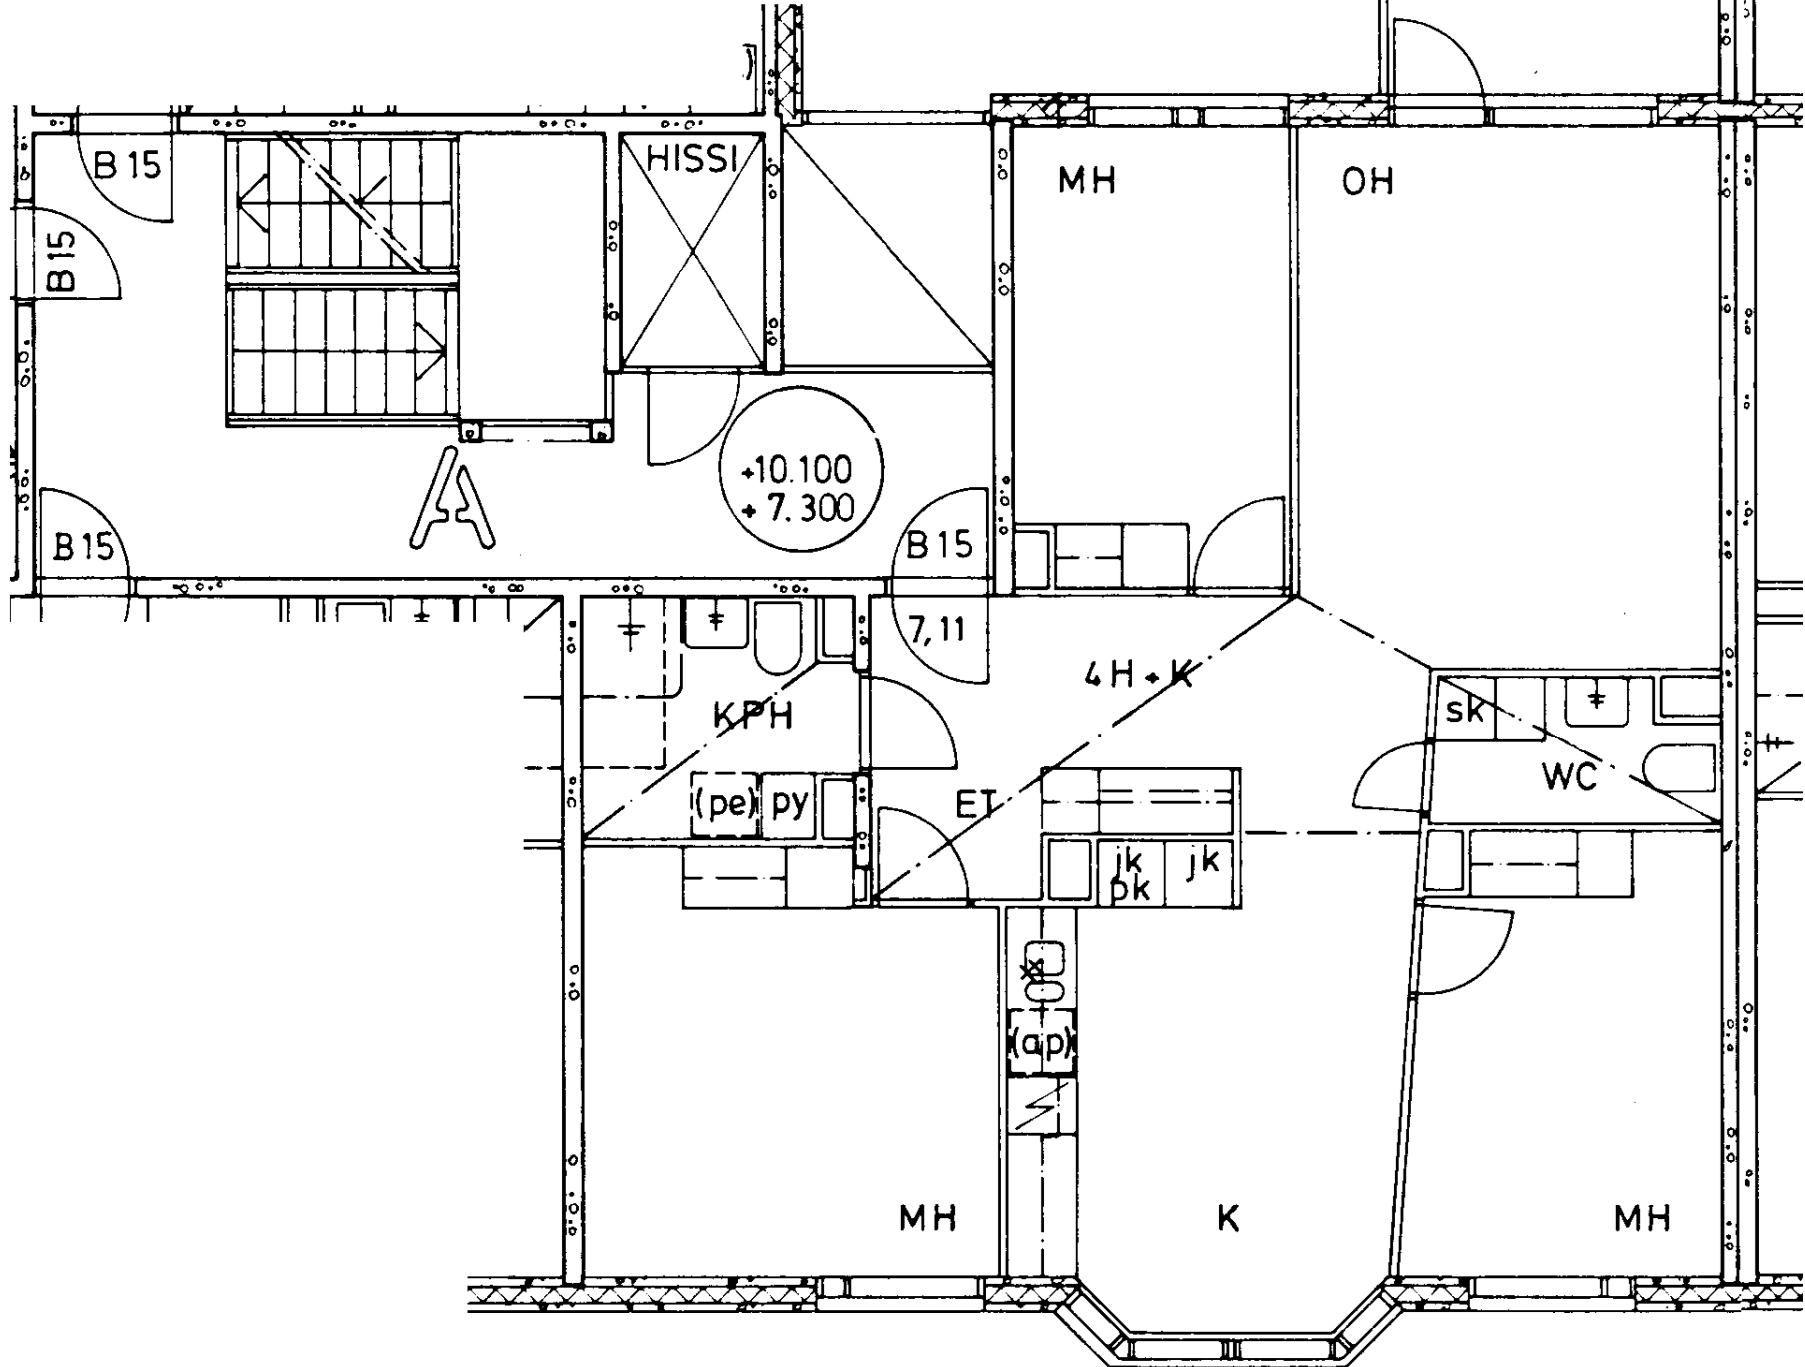 B 15
HISSI
MH
OH
B 15
+10.100
+ 7.300
A
B 15
B 15
7,11
4H + K
KPH
sk
WC
(pe)
py
ET
jk
pk
jk
(ap)
MH
K
MH